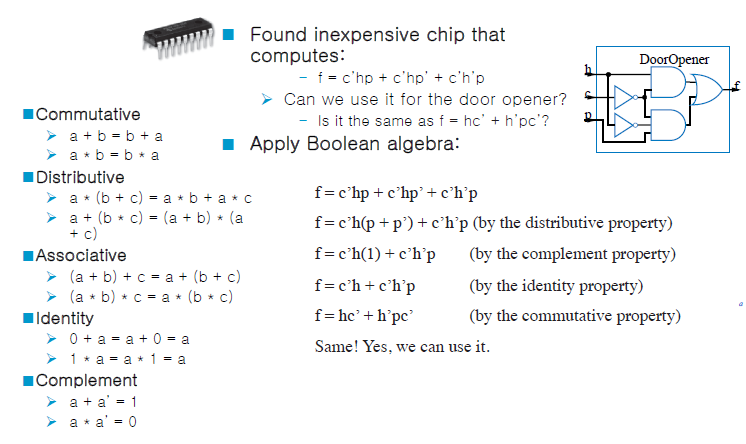 Found inexpensive chip that
computes:
– f = c'hp + c'hp' + c'h'p
➤ Can we use it for the door opener?
– Is it the same as f = hc' + h'pc'?
■ Apply Boolean algebra:
DoorOpener
h
c
p
f
■ Commutative
➤ a + b = b + a
➤ a * b = b * a
■ Distributive
➤ a * (b + c) = a * b + a * c
➤ a + (b * c) = (a + b) * (a
+ c)
■ Associative
➤ (a + b) + c = a + (b + c)
➤ (a * b) * c = a * (b * c)
■ Identity
➤ 0 + a = a + 0 = a
➤ 1 * a = a * 1 = a
■ Complement
➤ a + a' = 1
➤ a * a' = 0
f = c'hp + c'hp' + c'h'p
f = c'h(p + p') + c'h'p (by the distributive property)
f = c'h(1) + c'h'p (by the complement property)
f = c'h + c'h'p (by the identity property)
f = hc' + h'pc' (by the commutative property)
Same! Yes, we can use it.
a